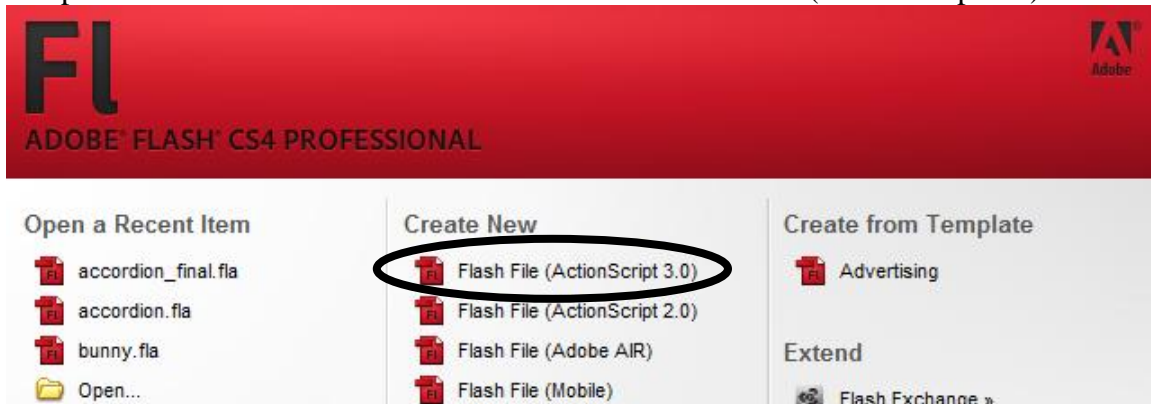 Fl
Adobe
ADOBE® FLASH® CS4 PROFESSIONAL
Open a Recent Item
accordion_final.fla
accordion.fla
bunny.fla
Open...
Create New
Flash File (ActionScript 3.0)
Flash File (ActionScript 2.0)
Flash File (Adobe AIR)
Flash File (Mobile)
Create from Template
Advertising
Extend
Flash Exchange »